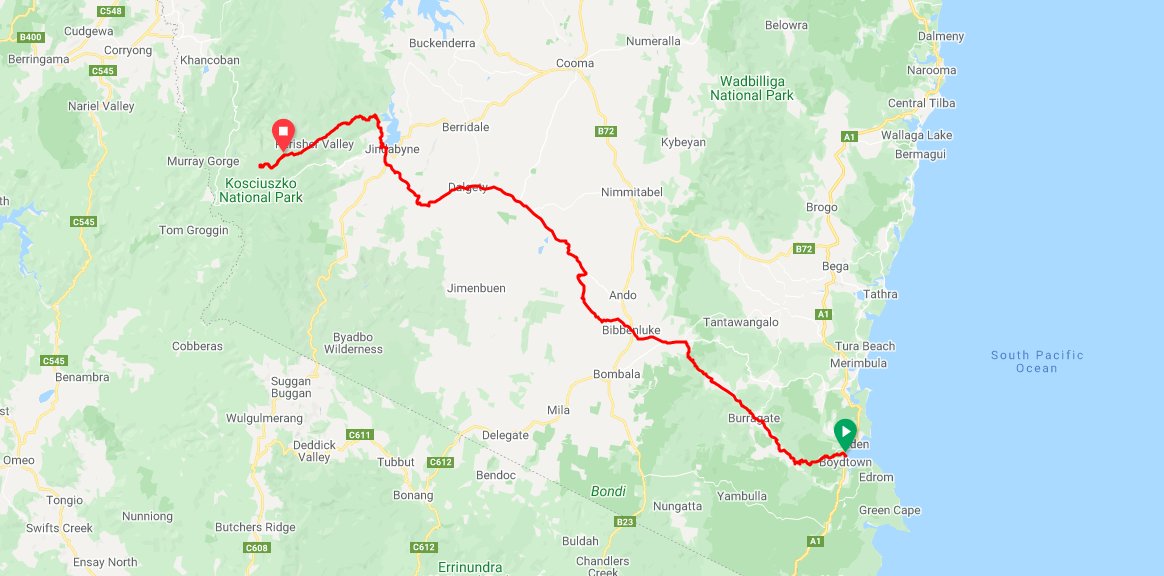 C548
Cudgewa
B400
Corryong
Berringama
C545
Khancoban
Buckenderra
Numeralla
Belowra
Dalmeny
Cooma
Narooma
Wadbilliga
National Park
Nariel Valley
Central Tilba
Berridale
B72
A1
Wallaga Lake
Kybeyan
Bermagui
Perisher Valley
Jindabyne
Murray Gorge
Kosciuszko
National Park
Dalgety
Nimmitabel
Brogo
C545
Tom Groggin
B72
Bega
Jimenbuen
Ando
Tathra
A1
Tantawangalo
Bibbenluke
Byadbo
Wilderness
Cobberas
Tura Beach
Merimbula
South Pacific
Ocean
C545
Benambra
Suggan
Buggan
Bombala
Mila
Wulgulmerang
Burragate
Delegate
C611
Deddick
Valley
Eden
Boydtown
Omeo
Tubbut
C612
Bendoc
Edrom
Tongio
Bonang
Bondi
Yambulla
Nungatta
Green Cape
Nunniong
Swifts Creek
Butchers Ridge
B23
Buldah
A1
C608
C612
Ensay North
Errinundra
Chandlers
Creek